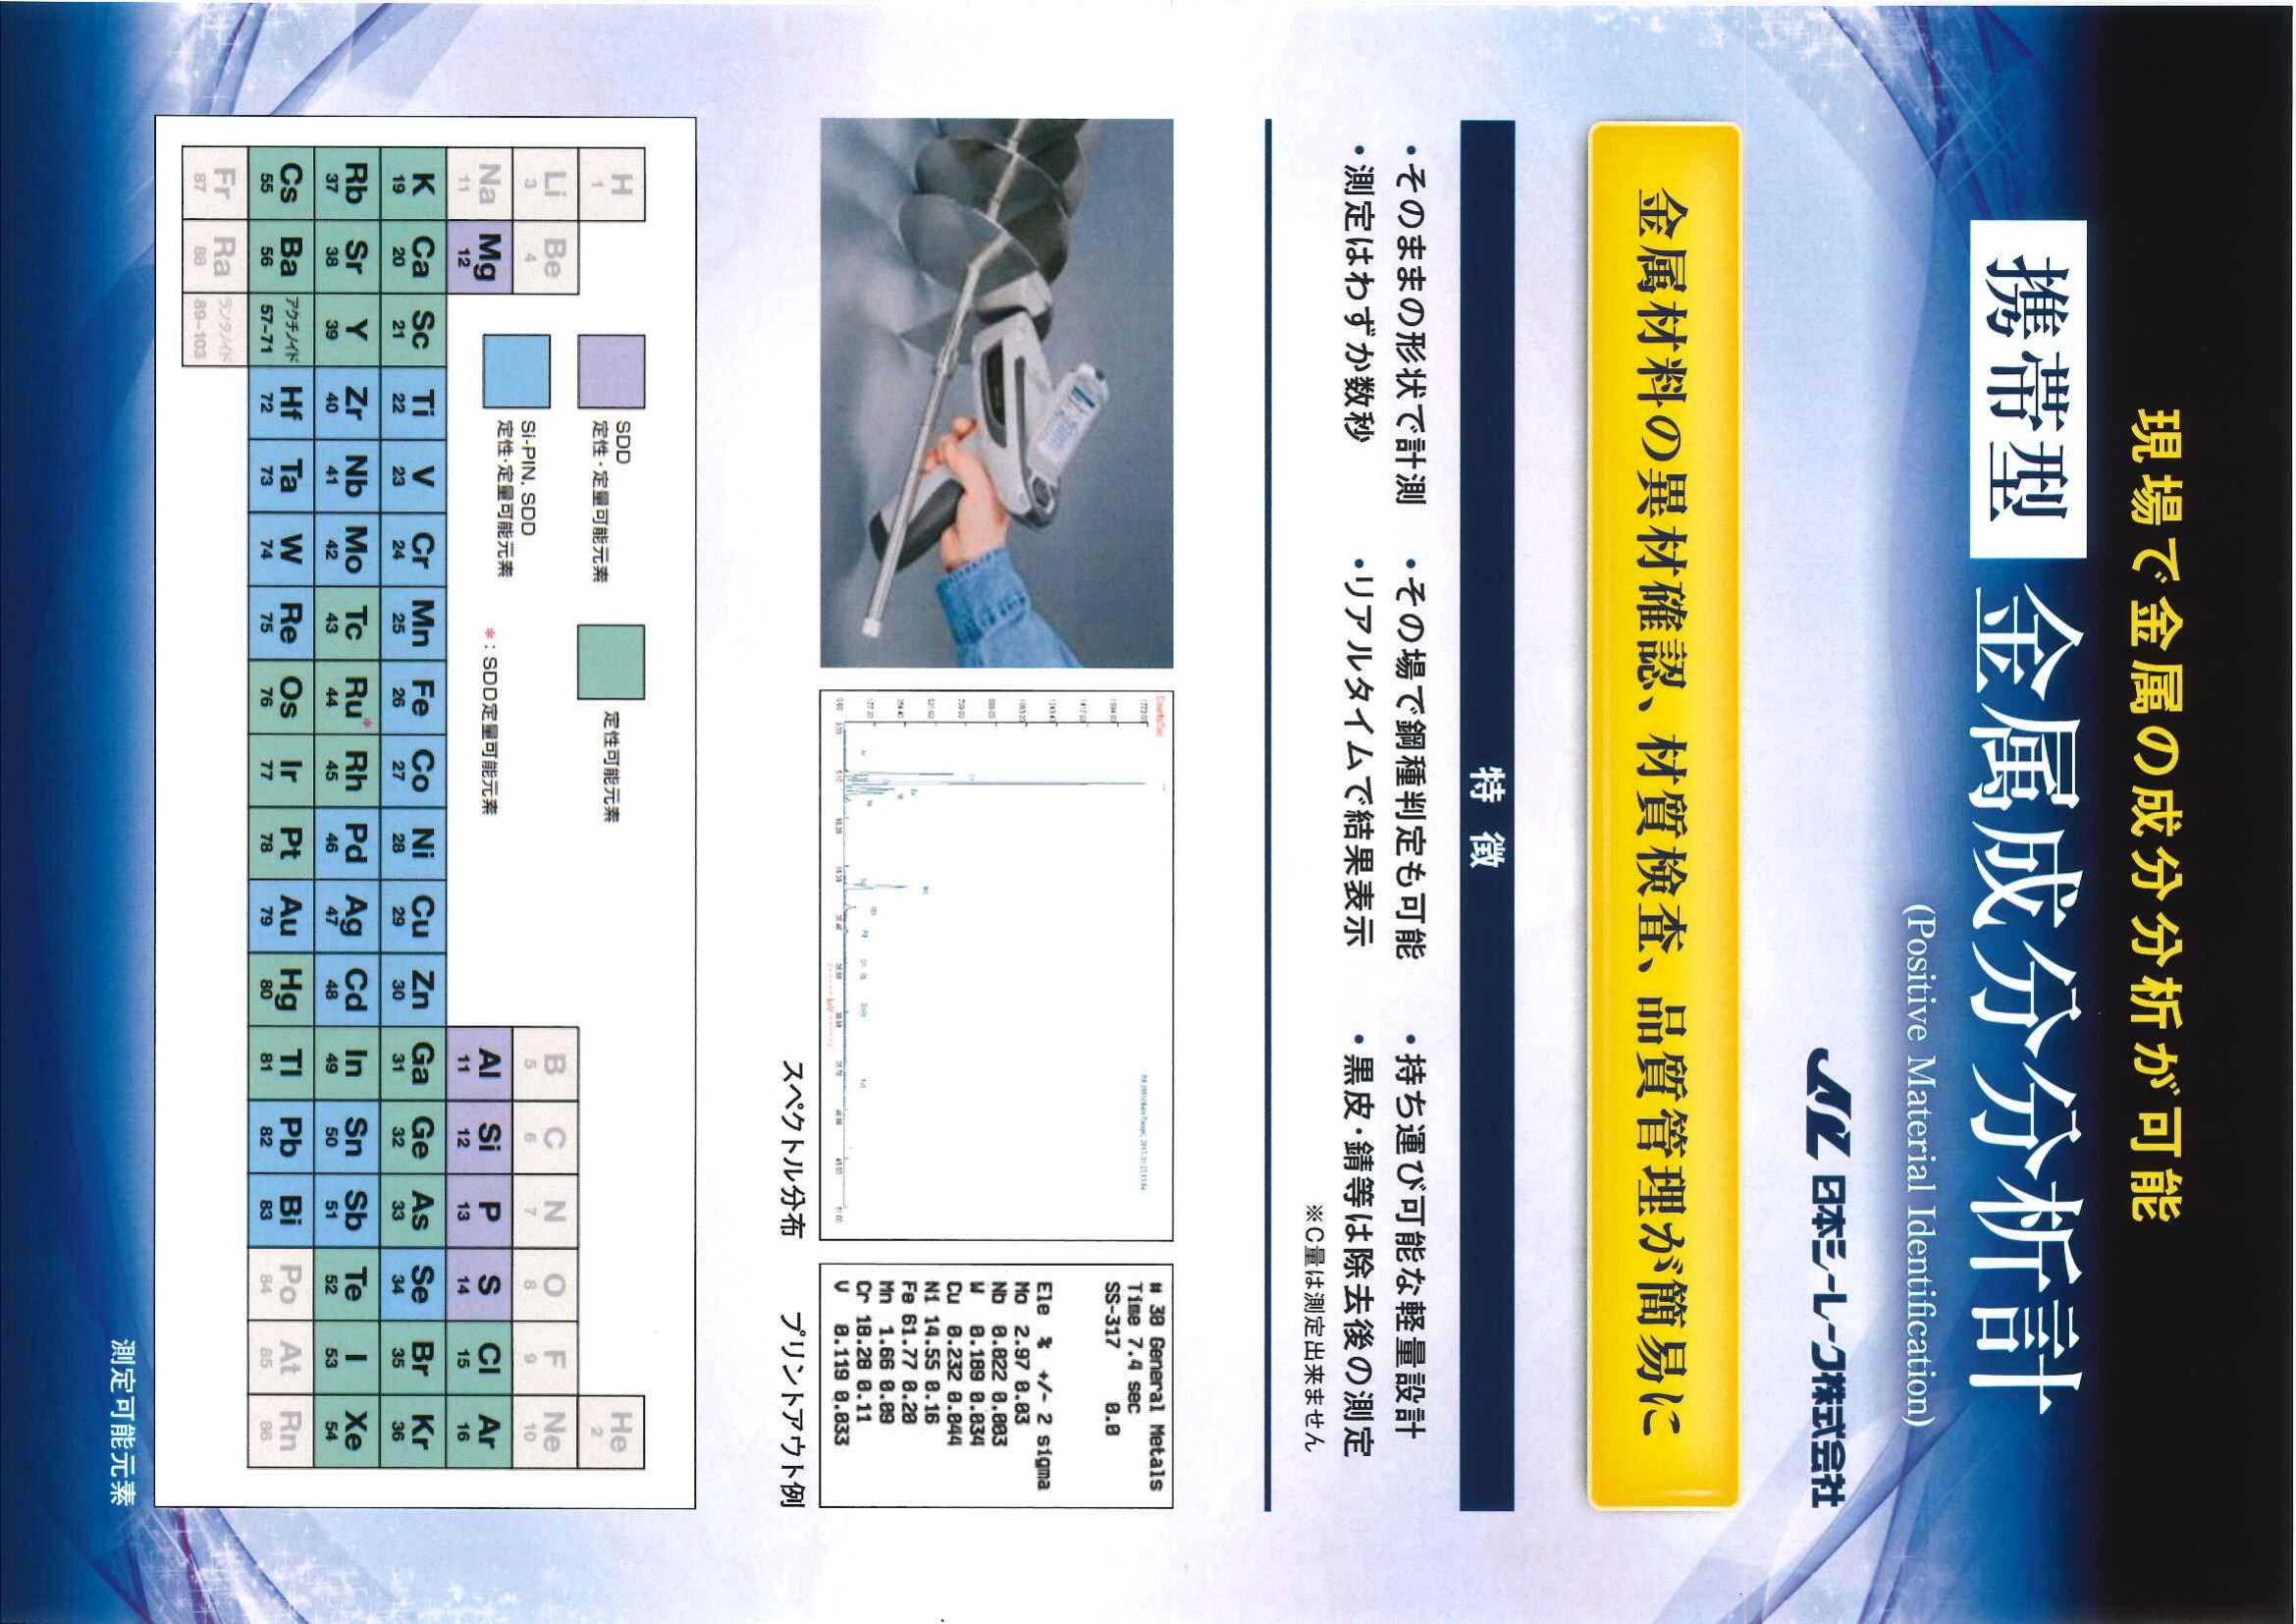 現場で金属の成分分析が可能
携帯型 金属成分分析計
(Positive Material Identification)
日本シーレーク株式会社
金属材料の異材確認、材質検査、品質管理が簡易に
特 徴
・そのままの形状で計測 ・その場で鋼種判定も可能 ・持ち運び可能な軽量設計
・測定はわずか数秒 ・リアルタイムで結果表示 ・黒皮・錆等は除去後の測定
※C量は測定出来ません
Counts/Sec
# 38 General Metals
Time 7.4 sec
SS-317 0.0
Ele % +/- 2 sigma
Mo 2.97 0.03
Nb 0.022 0.003
W 0.189 0.034
Cu 0.232 0.044
Ni 14.55 0.16
Fe 61.77 0.20
Mn 1.66 0.09
Cr 18.28 0.11
V 0.119 0.033
スペクトル分布
プリントアウト例
SDD
定性・定量可能元素
定性可能元素
Si-PIN, SDD
定性・定量可能元素
*：SDD定量可能元素
H 1 He 2
Li 3 Be 4 B 5 C 6 N 7 O 8 F 9 Ne 10
Na 11 Mg 12 Al 11 Si 12 P 13 S 14 Cl 15 Ar 16
K 19 Ca 20 Sc 21 Ti 22 V 23 Cr 24 Mn 25 Fe 26 Co 27 Ni 28 Cu 29 Zn 30 Ga 31 Ge 32 As 33 Se 34 Br 35 Kr 36
Rb 37 Sr 38 Y 39 Zr 40 Nb 41 Mo 42 Tc 43 Ru* 44 Rh 45 Pd 46 Ag 47 Cd 48 In 49 Sn 50 Sb 51 Te 52 I 53 Xe 54
Cs 55 Ba 56 アクチノイド 57-71 Hf 72 Ta 73 W 74 Re 75 Os 76 Ir 77 Pt 78 Au 79 Hg 80 Tl 81 Pb 82 Bi 83 Po 84 At 85 Rn 86
Fr 87 Ra 88 ランタノイド 89-103
測定可能元素